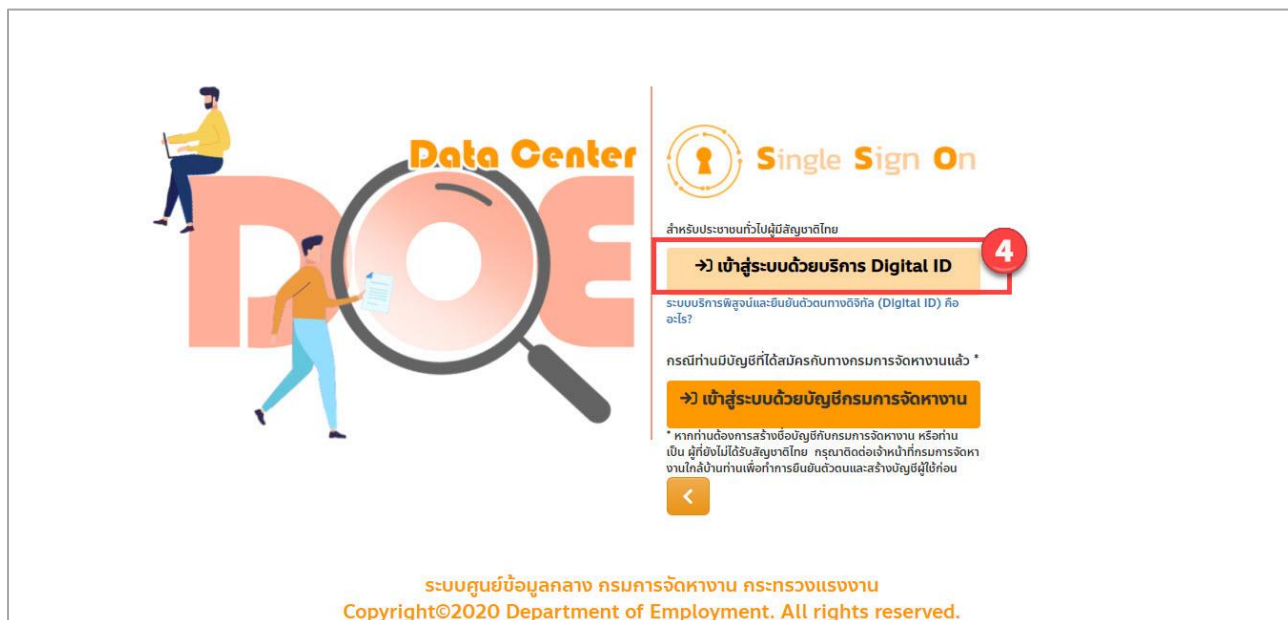 Data Center
DOE
Single Sign On
สำหรับประชาชนทั่วไปผู้มีสัญชาติไทย
เข้าสู่ระบบด้วยบริการ Digital ID
4
ระบบบริการพิสูจน์และยืนยันตัวตนทางดิจิทัล (Digital ID) คือ
อะไร?
กรณีท่านมีบัญชีที่ได้สมัครกับทางกรมการจัดหางานแล้ว *
เข้าสู่ระบบด้วยบัญชีกรมการจัดหางาน
* หากท่านต้องการสร้างชื่อบัญชีกับกรมการจัดหางาน หรือท่าน
เป็น ผู้ที่ยังไม่ได้รับสัญชาติไทย กรุณาติดต่อเจ้าหน้าที่กรมการจัดหา
งานใกล้บ้านท่านเพื่อทำการยืนยันตัวตนและสร้างบัญชีผู้ใช้ก่อน
ระบบศูนย์ข้อมูลกลาง กรมการจัดหางาน กระทรวงแรงงาน
Copyright©2020 Department of Employment. All rights reserved.